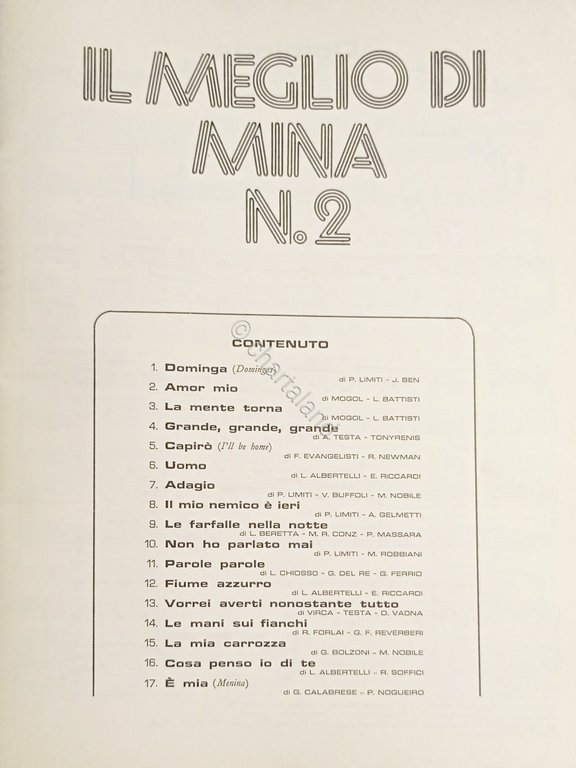 IL MEGLIO DI
MINA
N.2
CONTENUTO
1. Dominga (Domingas)
di P. LIMITI - J. BEN
2. Amor mio
di MOGOL - L. BATTISTI
3. La mente torna
di MOGOL - L. BATTISTI
4. Grande, grande, grande
di A. TESTA - TONYRENIS
5. Capirò (I'll be home)
di F. EVANGELISTI - R. NEWMAN
6. Uomo
di L. ALBERTELLI - E. RICCARDI
7. Adagio
di P. LIMITI - V. BUFFOLI - M. NOBILE
8. Il mio nemico è ieri
di P. LIMITI - A. GELMETTI
9. Le farfalle nella notte
di L. BERETTA - M. R. CONZ - P. MASSARA
10. Non ho parlato mai
di P. LIMITI - M. ROBBIANI
11. Parole parole
di L. CHIOSSO - G. DEL RE - G. FERRIO
12. Fiume azzurro
di L. ALBERTELLI - E. RICCARDI
13. Vorrei averti nonostante tutto
di VIRCA - TESTA - D. VAONA
14. Le mani sui fianchi
di R. FORLAI - G. F. REVERBERI
15. La mia carrozza
di G. BOLZONI - M. NOBILE
16. Cosa penso io di te
di L. ALBERTELLI - R. SOFFICI
17. È mia (Menina)
di G. CALABRESE - P. NOGUEIRO
© chartaland